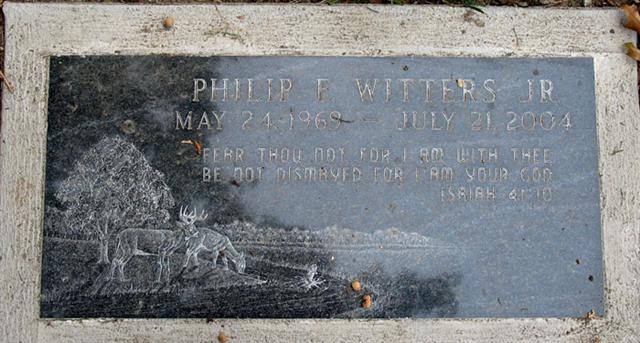 PHILIP E WITTERS JR
MAY 24, 1969 — JULY 21, 2004
FEAR THOU NOT FOR I AM WITH THEE
BE NOT DISMAYED FOR I AM YOUR GOD
ISAIAH 41:10